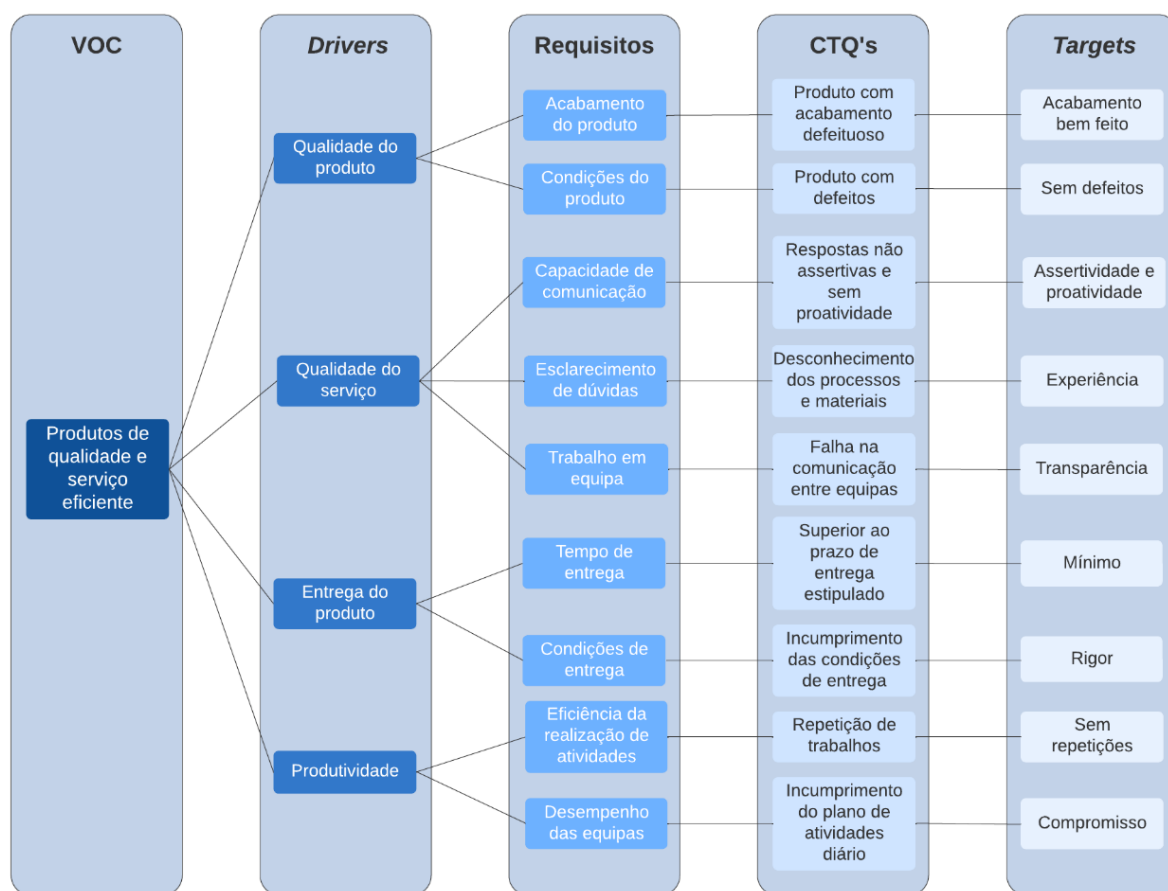 VOC
Drivers
Requisitos
CTQ's
Targets
Produtos de
qualidade e
serviço
eficiente
Qualidade do
produto
Qualidade do
serviço
Entrega do
produto
Produtividade
Acabamento
do produto
Condições do
produto
Capacidade de
comunicação
Esclarecimento
de dúvidas
Trabalho em
equipa
Tempo de
entrega
Condições de
entrega
Eficiência da
realização de
atividades
Desempenho
das equipas
Produto com
acabamento
defeituoso
Produto com
defeitos
Respostas não
assertivas e
sem
proatividade
Desconhecimento
dos processos
e materiais
Falha na
comunicação
entre equipas
Superior ao
prazo de
entrega
estipulado
Incumprimento
das condições
de entrega
Repetição de
trabalhos
Incumprimento
do plano de
atividades
diário
Acabamento
bem feito
Sem defeitos
Assertividade e
proatividade
Experiência
Transparência
Mínimo
Rigor
Sem
repetições
Compromisso